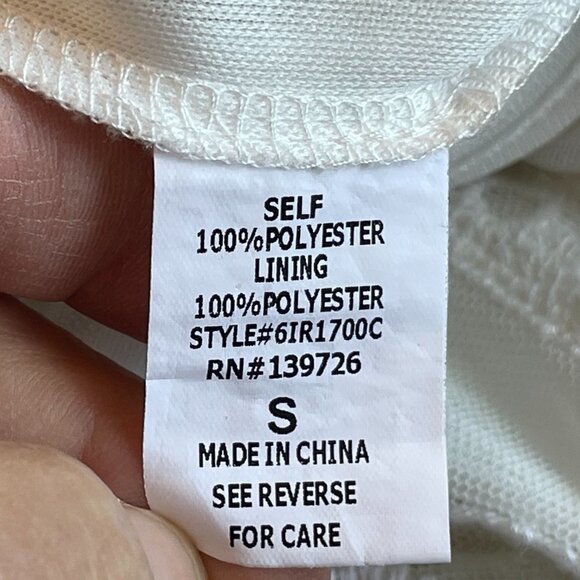 SELF
100%POLYESTER
LINING
100%POLYESTER
STYLE#6IR1700C
RN#139726
S
MADE IN CHINA
SEE REVERSE
FOR CARE